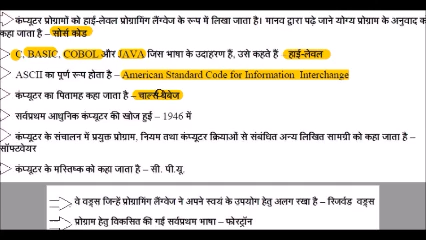 कंप्यूटर प्रोग्रामों को हाई-लेवल प्रोग्रामिंग लैंग्वेज के रूप में लिखा जाता है। मानव द्वारा पढ़े जाने योग्य प्रोग्राम के अनुवाद क
कहा जाता है – सोर्स कोड
C, BASIC, COBOL और JAVA जिस भाषा के उदाहरण हैं, उसे कहते हैं – हाई-लेवल
ASCII का पूर्ण रूप होता है – American Standard Code for Information Interchange
कंप्यूटर का पितामह कहा जाता है – चार्ल्स बैबेज
सर्वप्रथम आधुनिक कंप्यूटर की खोज हुई – 1946 में
कंप्यूटर के संचालन में प्रयुक्त प्रोग्राम, नियम तथा कंप्यूटर क्रियाओं से संबंधित अन्य लिखित सामग्री को कहा जाता है –
सॉफ्टवेयर
कंप्यूटर के मस्तिष्क को कहा जाता है – सी. पी.यू.
वे वड्र्स जिन्हें प्रोग्रामिंग लैंग्वेज ने अपने स्वयं के उपयोग हेतु अलग रखा है – रिजर्वड वड्र्स
प्रोग्राम हेतु विकसित की गई सर्वप्रथम भाषा – फोरट्रॉन